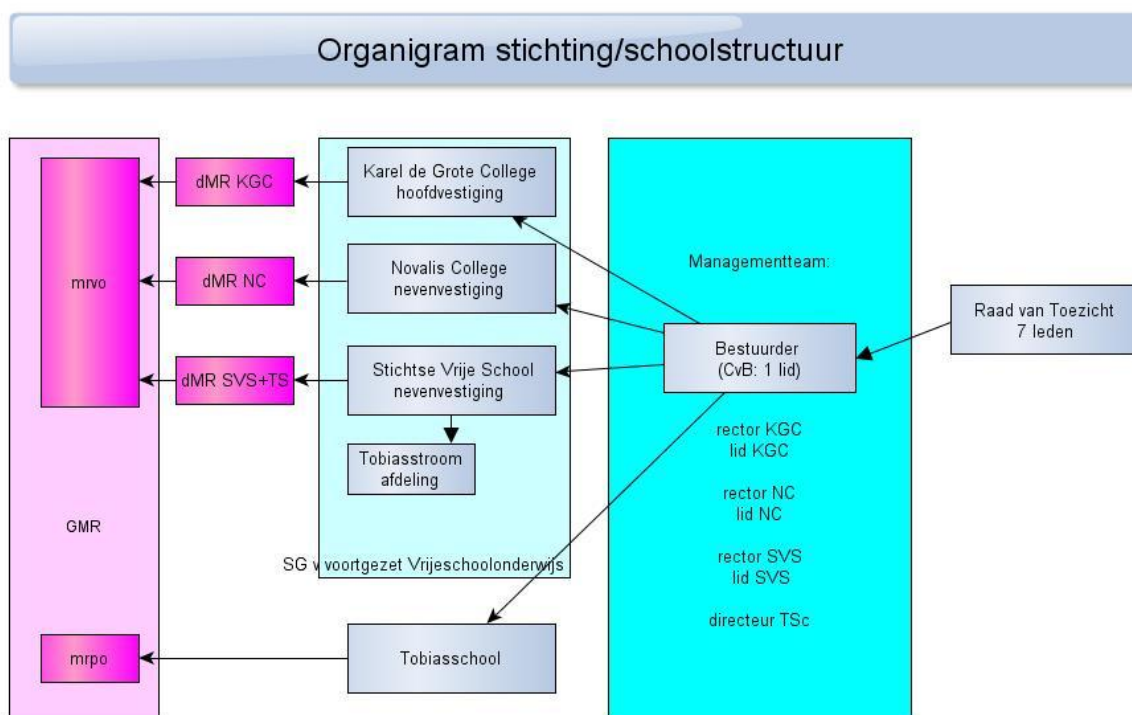 Organigram stichting/schoolstructuur
mrvo
dMR KGC
Karel de Grote College
hoofdvestiging
dMR NC
Novalis College
nevenvestiging
dMR SVS+TS
Stichtse Vrije School
nevenvestiging
Tobiasstroom
afdeling
GMR
SG v voortgezet Vrijeschoolonderwijs
mrpo
Tobiasschool
Managementteam:
Bestuurder
(CvB: 1 lid)
rector KGC
lid KGC
rector NC
lid NC
rector SVS
lid SVS
directeur TSc
Raad van Toezicht
7 leden